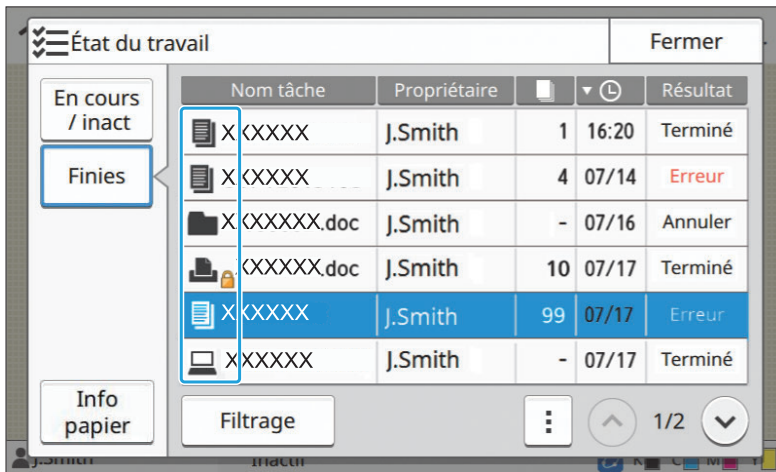 État du travail Fermer
En cours
/ inact
Finies
Info
papier
Nom tâche Propriétaire Résultat
XXXXXX J.Smith 1 16:20 Terminé
XXXXXX J.Smith 4 07/14 Erreur
XXXXXXX.doc J.Smith - 07/16 Annuler
XXXXXX.doc J.Smith 10 07/17 Terminé
XXXXXX J.Smith 99 07/17 Erreur
XXXXXX J.Smith - 07/17 Terminé
Filtrage 1/2
J.Smith Inactif K C M Y